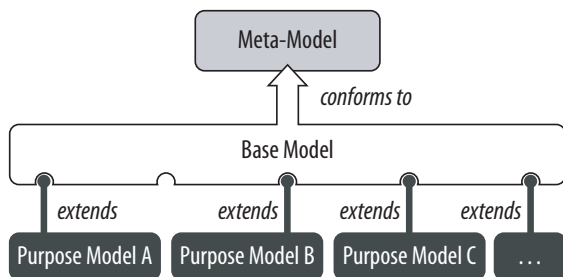 Meta-Model
conforms to
Base Model
extends extends extends extends
Purpose Model A Purpose Model B Purpose Model C ...